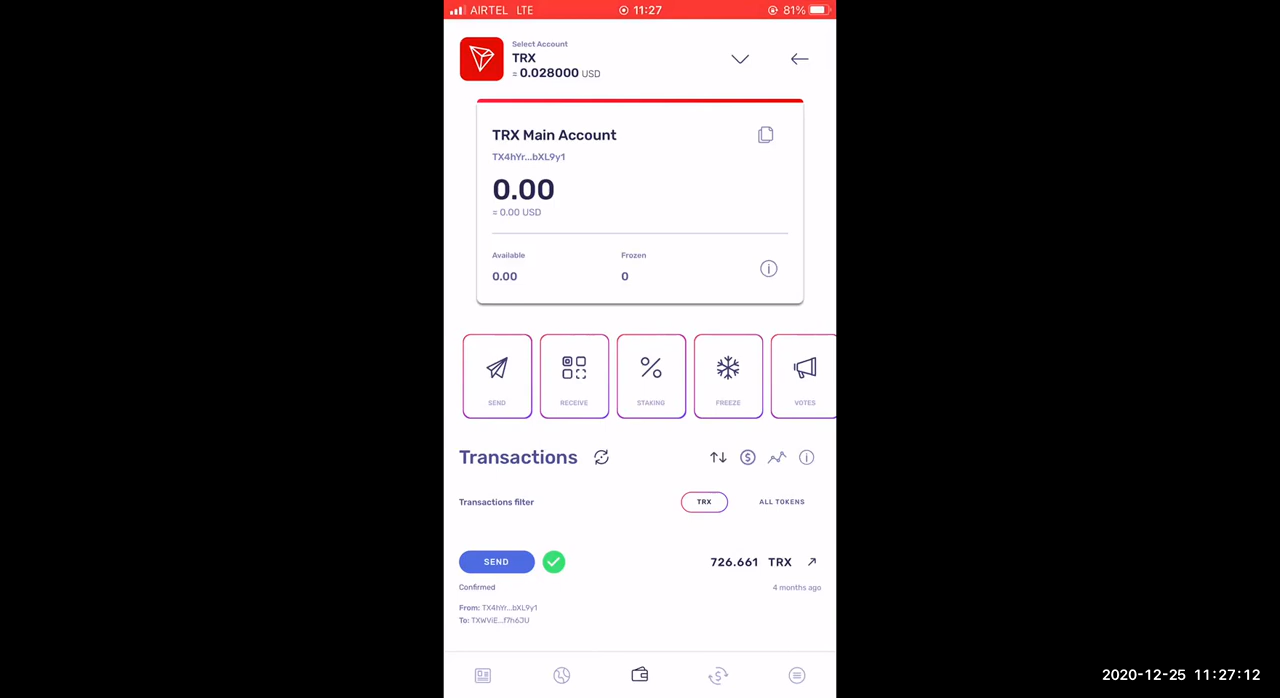 AIRTEL LTE 11:27 81%
Select Account
TRX
= 0.028000 USD
TRX Main Account
TX4hYr...bXL9y1
0.00
= 0.00 USD
Available Frozen
0.00 0
SEND RECEIVE STAKING FREEZE VOTES
Transactions
Transactions filter TRX ALL TOKENS
SEND 726.661 TRX
Confirmed 4 months ago
From: TX4hYr...bXL9y1
To: TXWViE...f7h6JU
2020-12-25 11:27:12